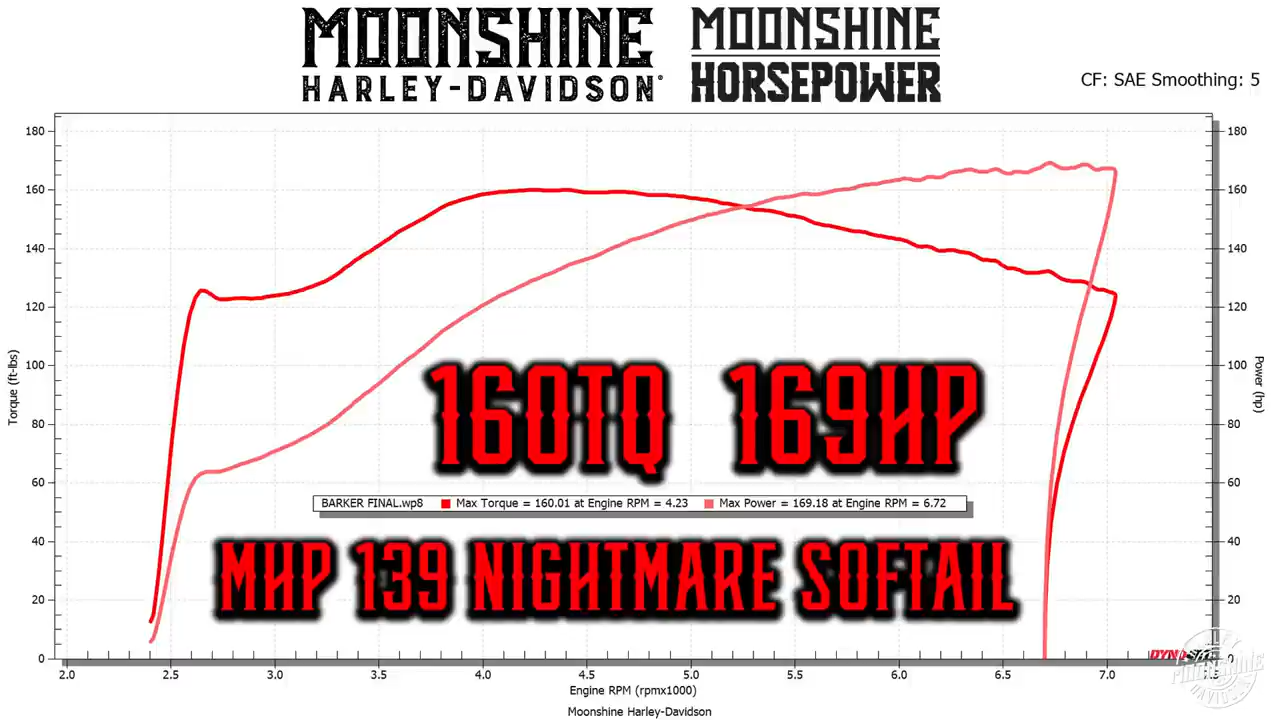 MOONSHINE
HARLEY-DAVIDSON
MOONSHINE
HORSEPOWER
CF: SAE Smoothing: 5
180
160
140
120
100
80
60
40
20
0
Torque (ft-lbs)
180
160
140
120
100
80
60
40
20
0
Power (hp)
160TQ 169HP
BARKER FINAL.wp8 Max Torque = 160.01 at Engine RPM = 4.23 Max Power = 169.18 at Engine RPM = 6.72
MHP 139 NIGHTMARE SOFTAIL
2.0 2.5 3.0 3.5 4.0 4.5 5.0 5.5 6.0 6.5 7.0
Engine RPM (rpmx1000)
Moonshine Harley-Davidson
MOONSHINE